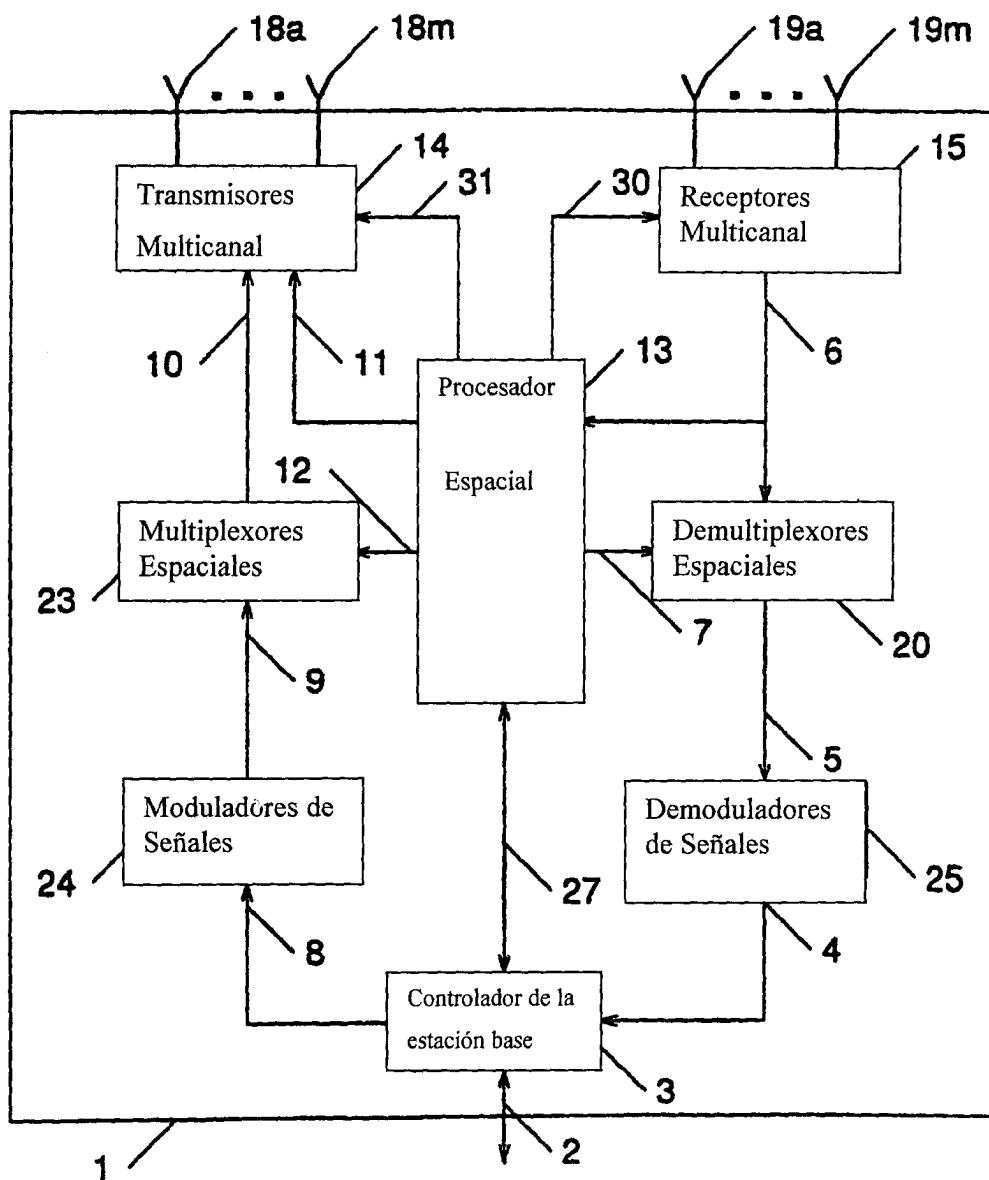 18a
18m
19a
19m
14
31
30
15
Transmisores
Multicanal
Receptores
Multicanal
10
11
13
6
Procesador
Espacial
12
Multiplexores
Espaciales
Demultiplexores
Espaciales
23
9
7
20
5
Moduladores de
Señales
Demoduladores
de Señales
24
8
27
4
25
Controlador de la
estación base
3
1
2